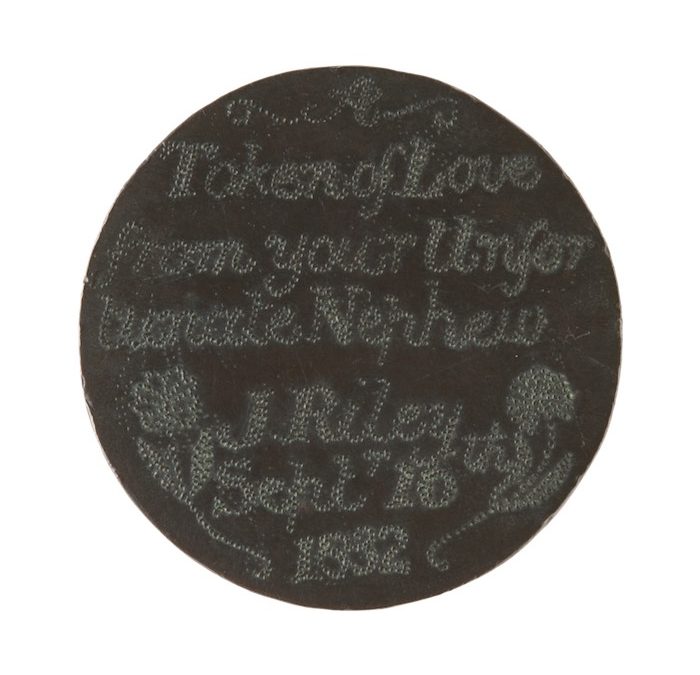 A
Token of Love
from your Unfor
tunate Nephew
J. Riley
Sept.r 16th
1832